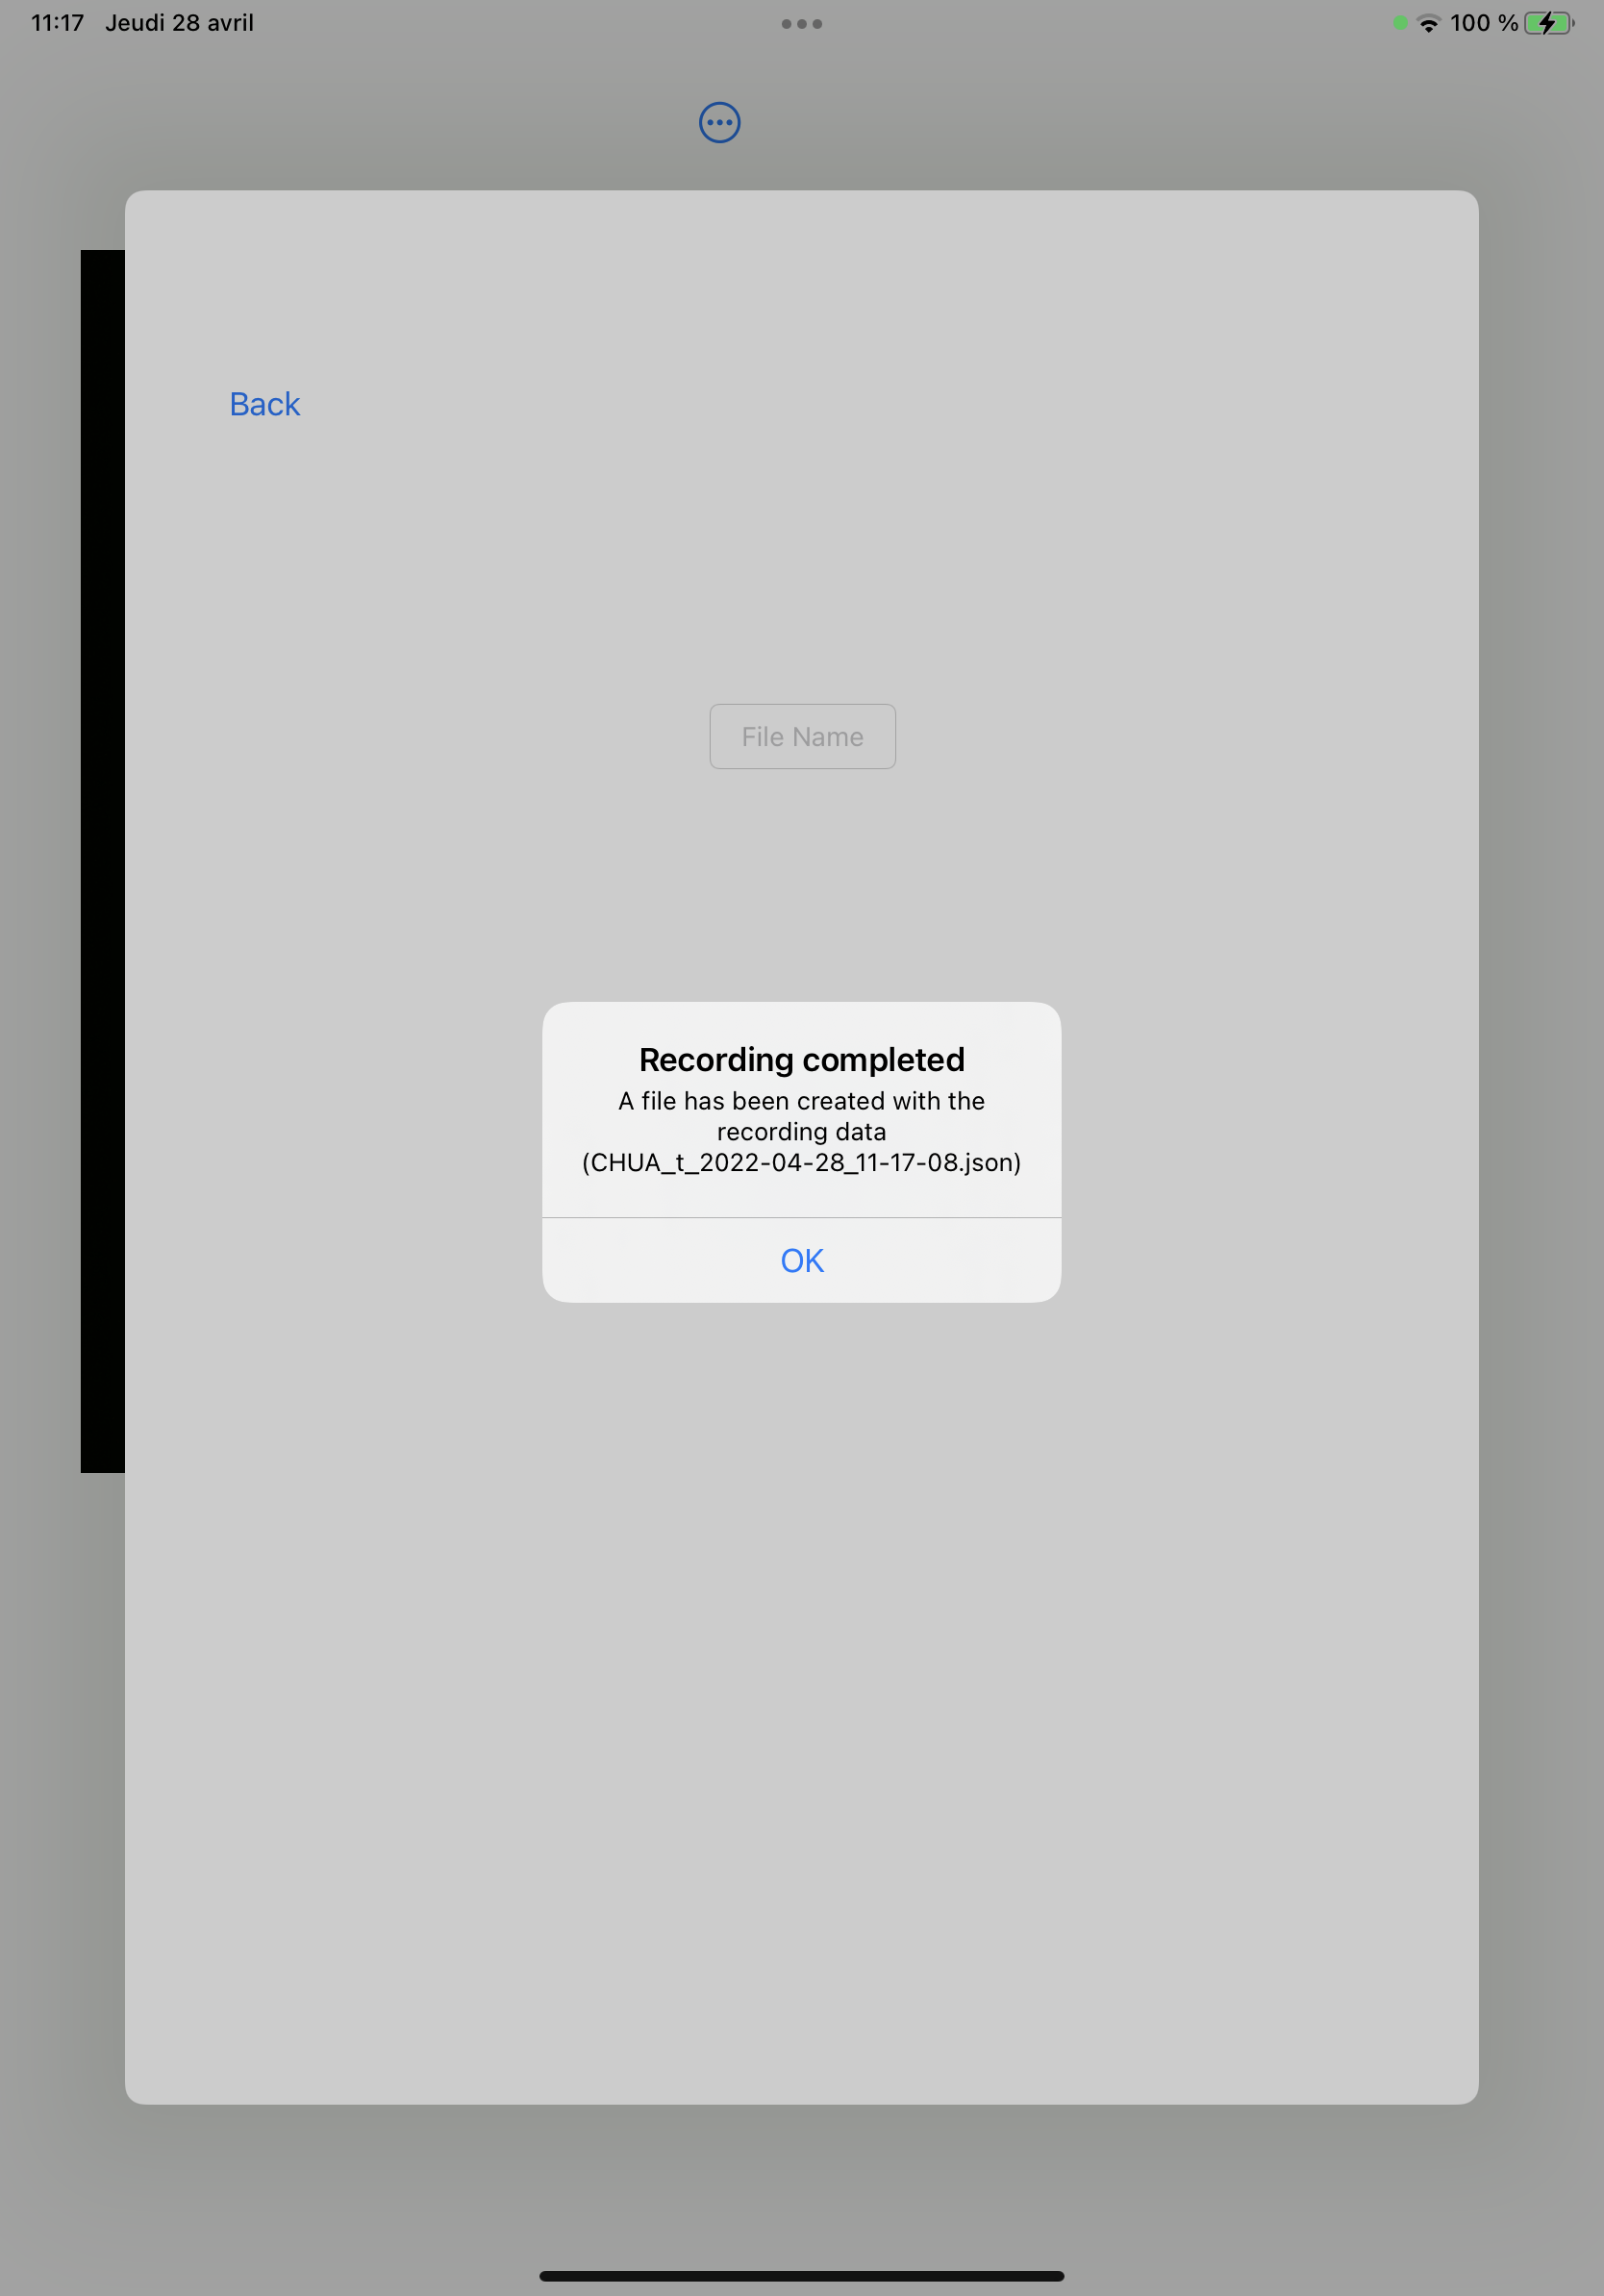 11:17 Jeudi 28 avril
100 %
Back
File Name
Recording completed
A file has been created with the
recording data
(CHUA_t_2022-04-28_11-17-08.json)
OK